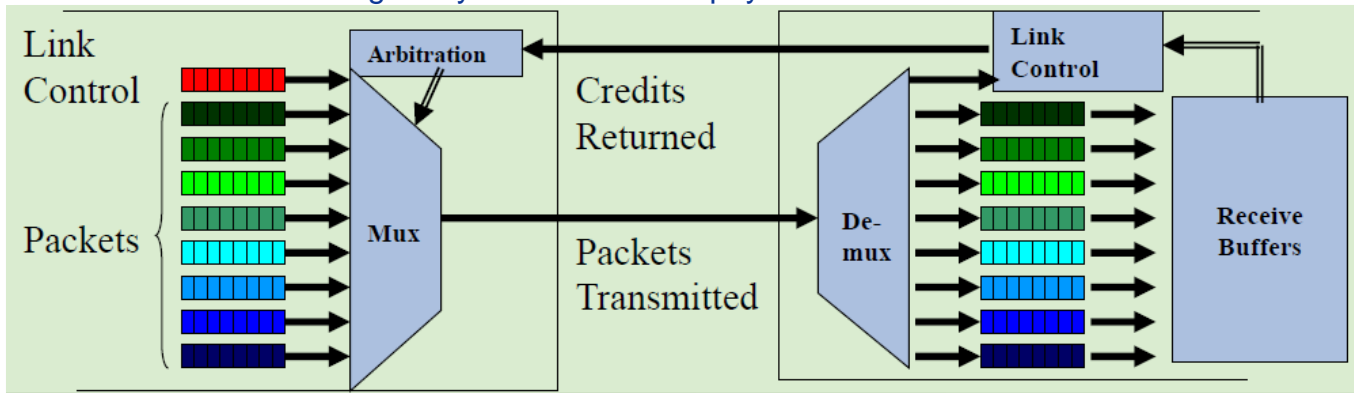 Link
Control
Packets
Arbitration
Mux
Credits
Returned
Packets
Transmitted
De-
mux
Link
Control
Receive
Buffers